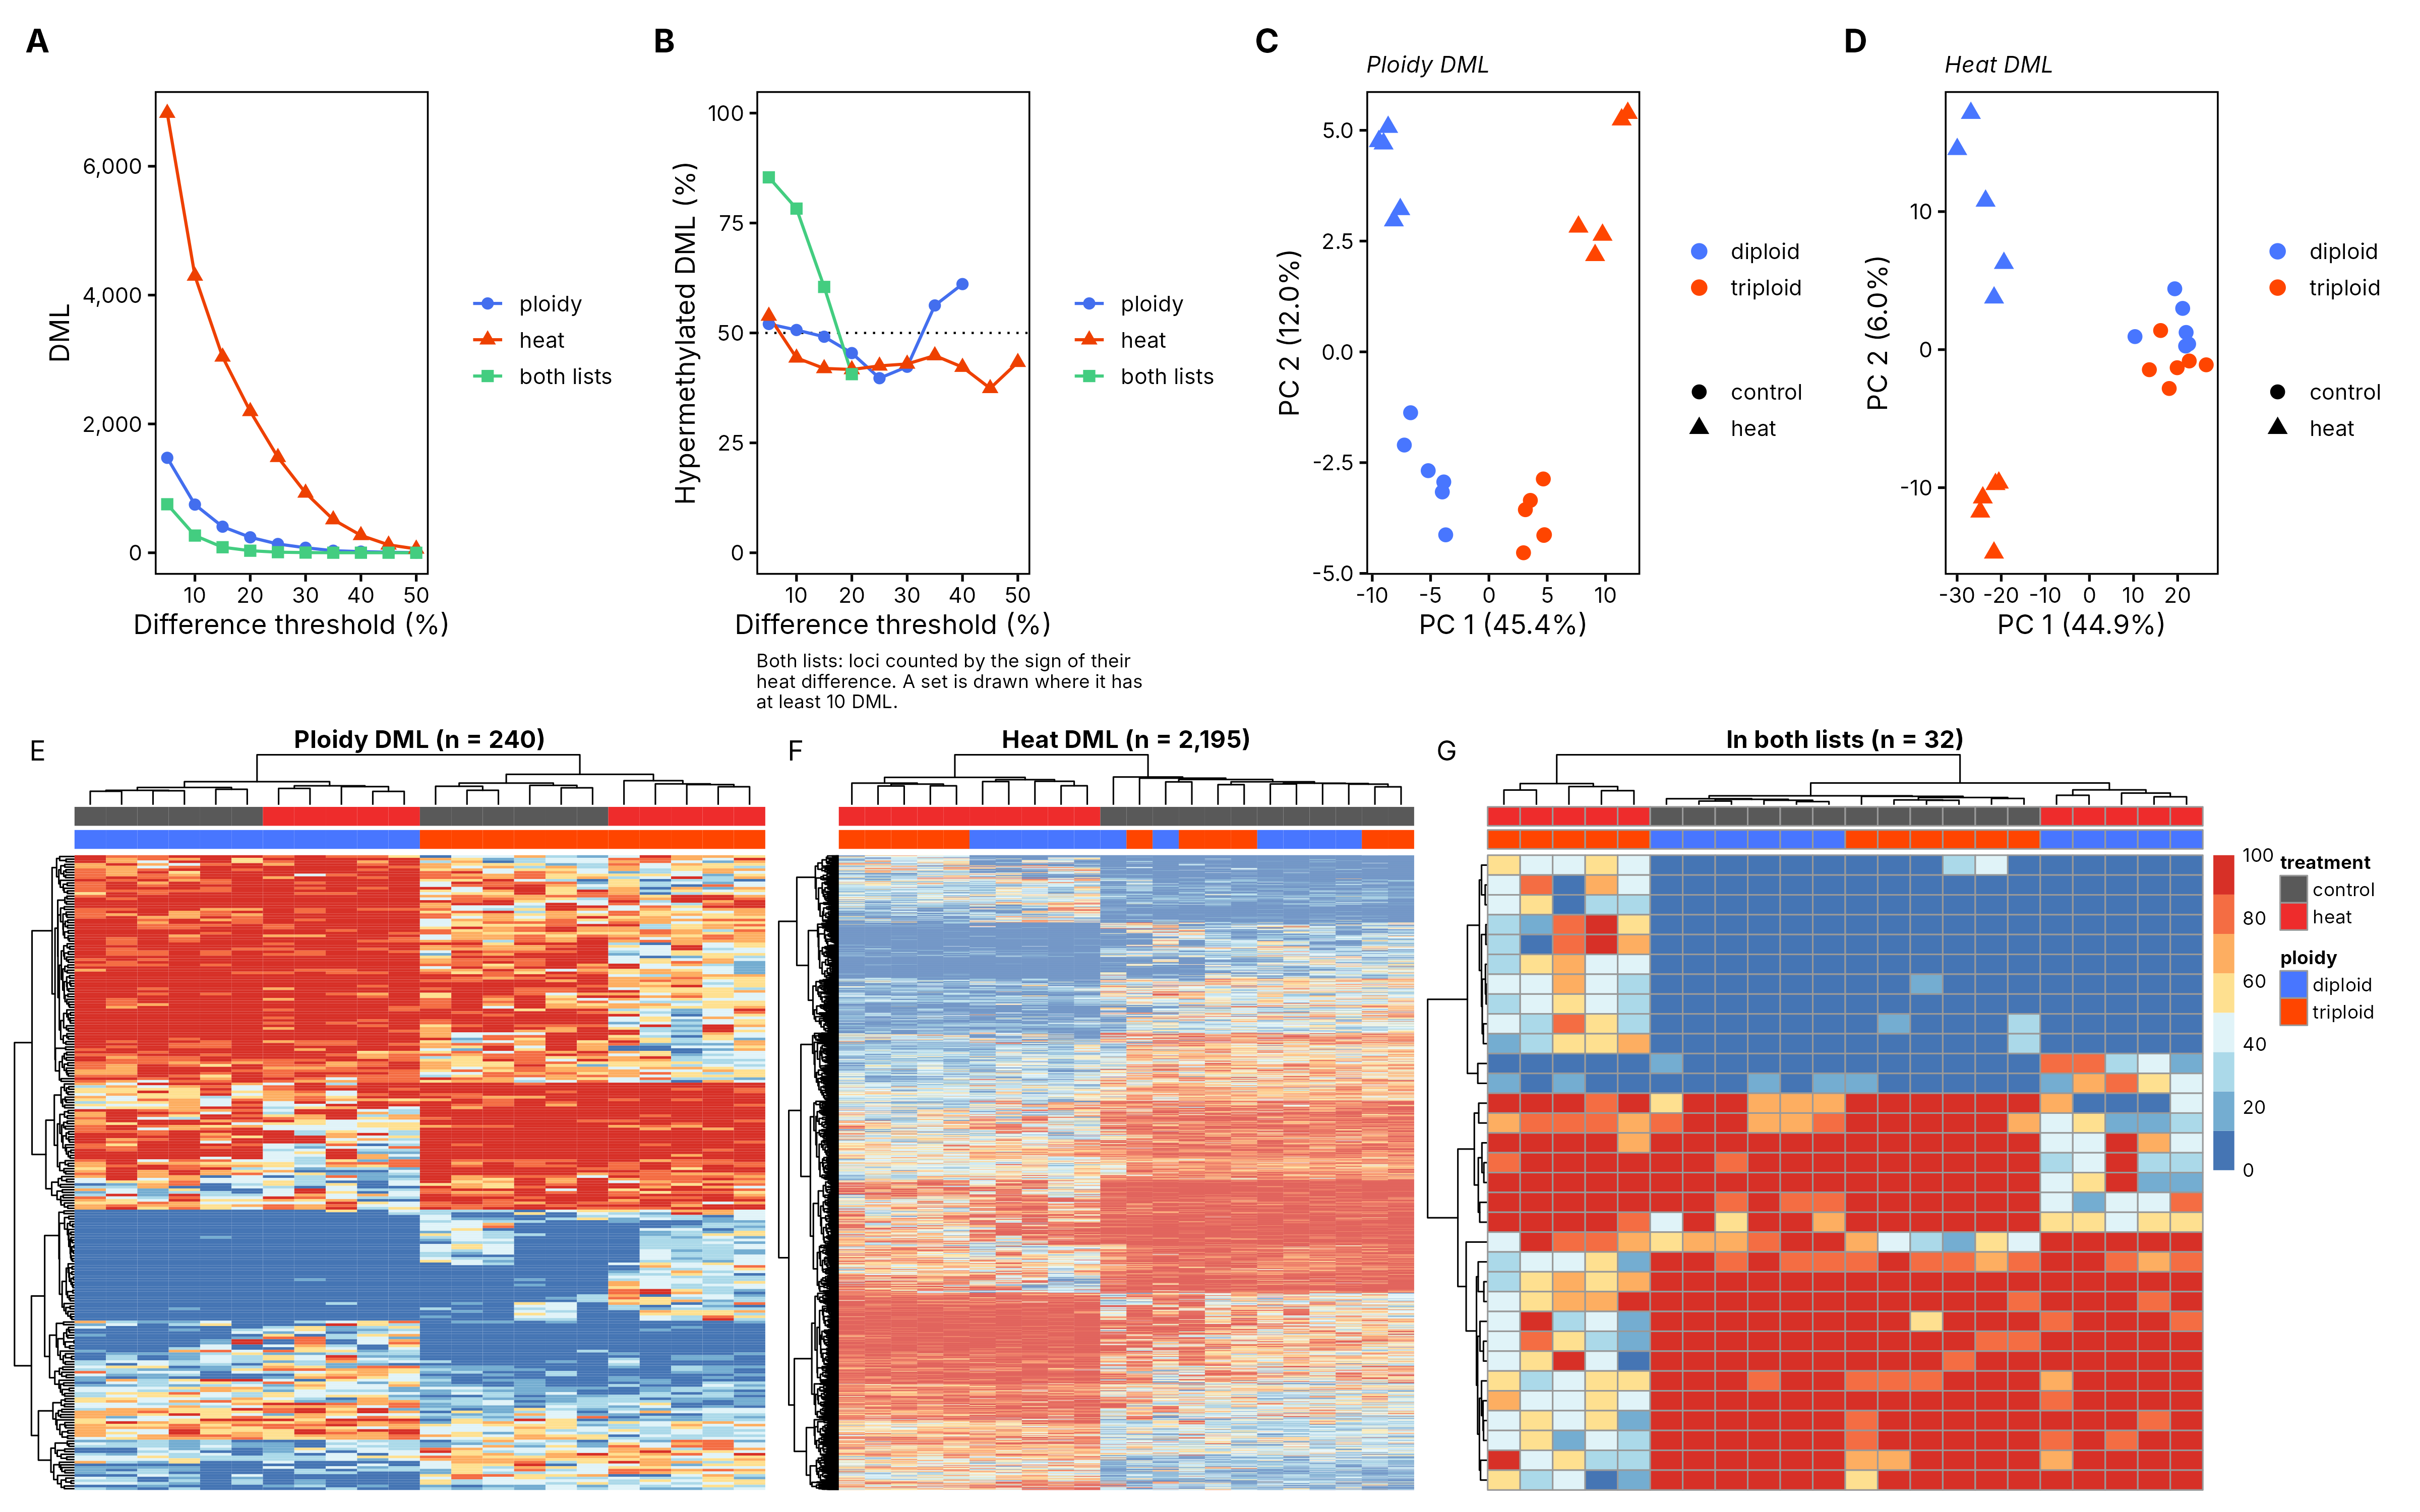 A
B
C
D
Ploidy DML
Heat DML
DML
6,000
4,000
2,000
0
10 20 30 40 50
Difference threshold (%)
ploidy
heat
both lists
Hypermethylated DML (%)
100
75
50
25
0
10 20 30 40 50
Difference threshold (%)
ploidy
heat
both lists
Both lists: loci counted by the sign of their
heat difference. A set is drawn where it has
at least 10 DML.
PC 2 (12.0%)
5.0
2.5
0.0
-2.5
-5.0
-10 -5 0 5 10
PC 1 (45.4%)
diploid
triploid
control
heat
PC 2 (6.0%)
10
0
-10
-30 -20 -10 0 10 20
PC 1 (44.9%)
diploid
triploid
control
heat
E
Ploidy DML (n = 240)
F
Heat DML (n = 2,195)
G
In both lists (n = 32)
100
80
60
40
20
0
treatment
control
heat
ploidy
diploid
triploid